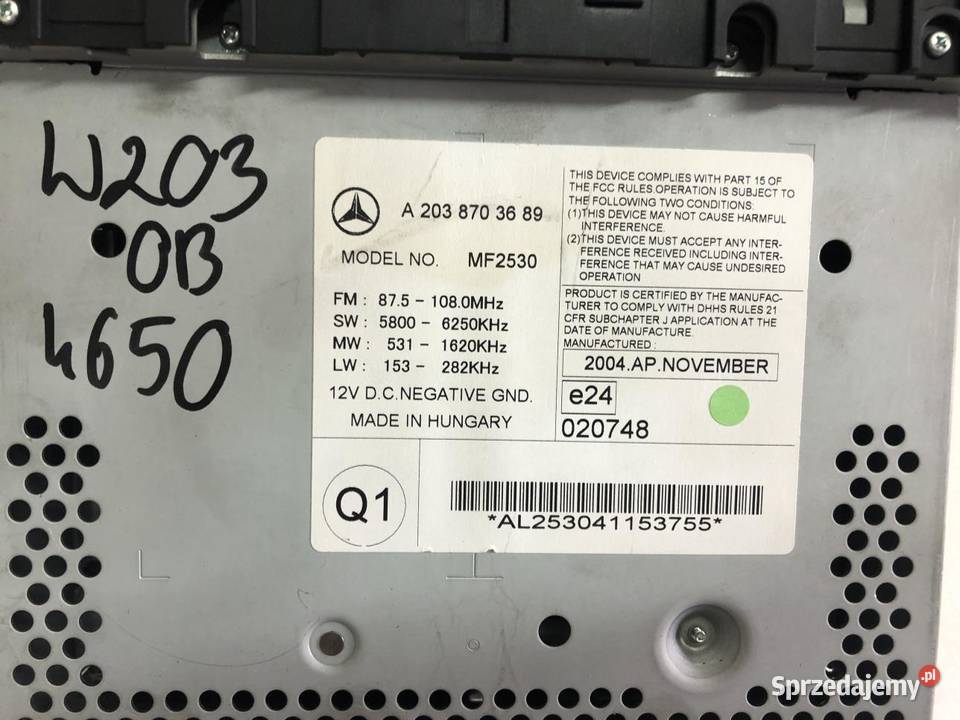 W203
OB
4650
A 203 870 36 89
MODEL NO. MF2530
FM : 87.5 - 108.0MHz
SW : 5800 - 6250KHz
MW : 531 - 1620KHz
LW : 153 - 282KHz
12V D.C.NEGATIVE GND.
MADE IN HUNGARY
THIS DEVICE COMPLIES WITH PART 15 OF
THE FCC RULES.OPERATION IS SUBJECT TO
THE FOLLOWING TWO CONDITIONS:
(1)THIS DEVICE MAY NOT CAUSE HARMFUL
INTERFERENCE.
(2)THIS DEVICE MUST ACCEPT ANY INTER-
FERENCE RECEIVED INCLUDING INTER-
FERENCE THAT MAY CAUSE UNDESIRED
OPERATION
PRODUCT IS CERTIFIED BY THE MANUFAC-
TURER TO COMPLY WITH DHHS RULES 21
CFR SUBCHAPTER J APPLICATION AT THE
DATE OF MANUFACTURE.
MANUFACTURED :
2004.AP.NOVEMBER
e24
020748
Q1
*AL253041153755*
Sprzedajemy.pl